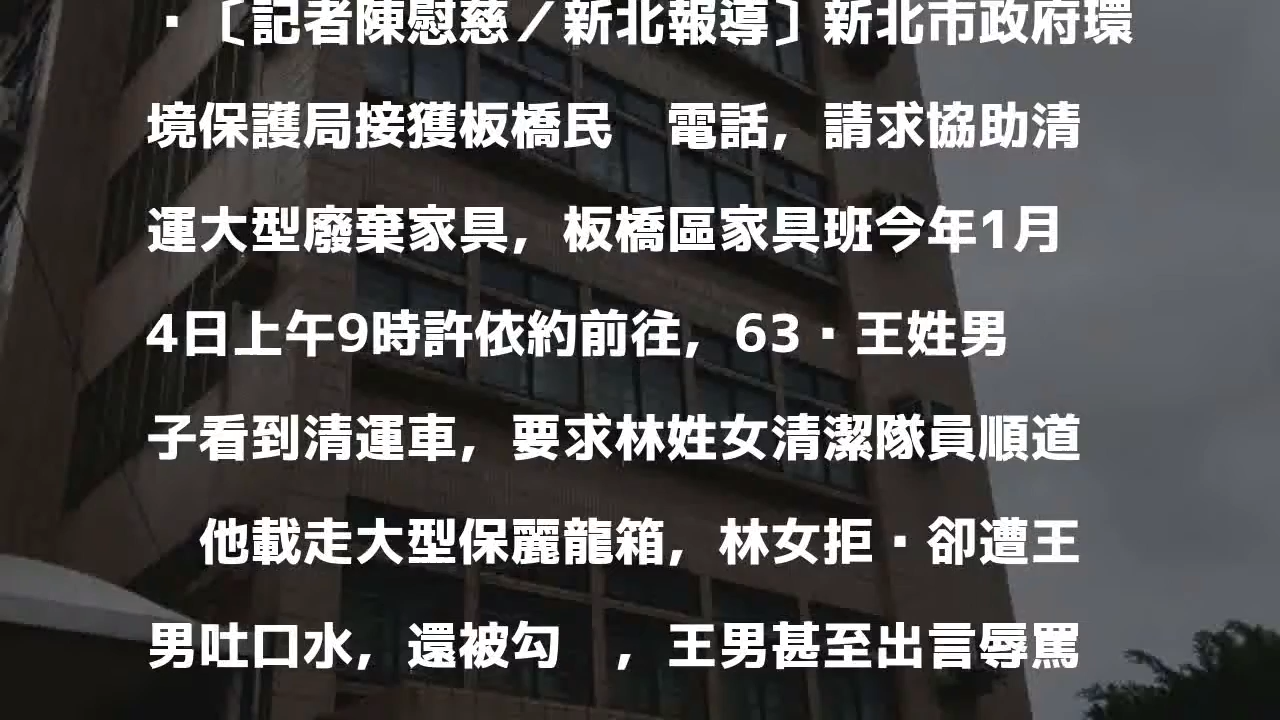 ▪〔記者陳慰慈／新北報導〕新北市政府環
境保護局接獲板橋民　電話，請求協助清
運大型廢棄家具，板橋區家具班今年1月
4日上午9時許依約前往，63▪王姓男
子看到清運車，要求林姓女清潔隊員順道
　他載走大型保麗龍箱，林女拒▪卻遭王
男吐口水，還被勾　，王男甚至出言辱罵